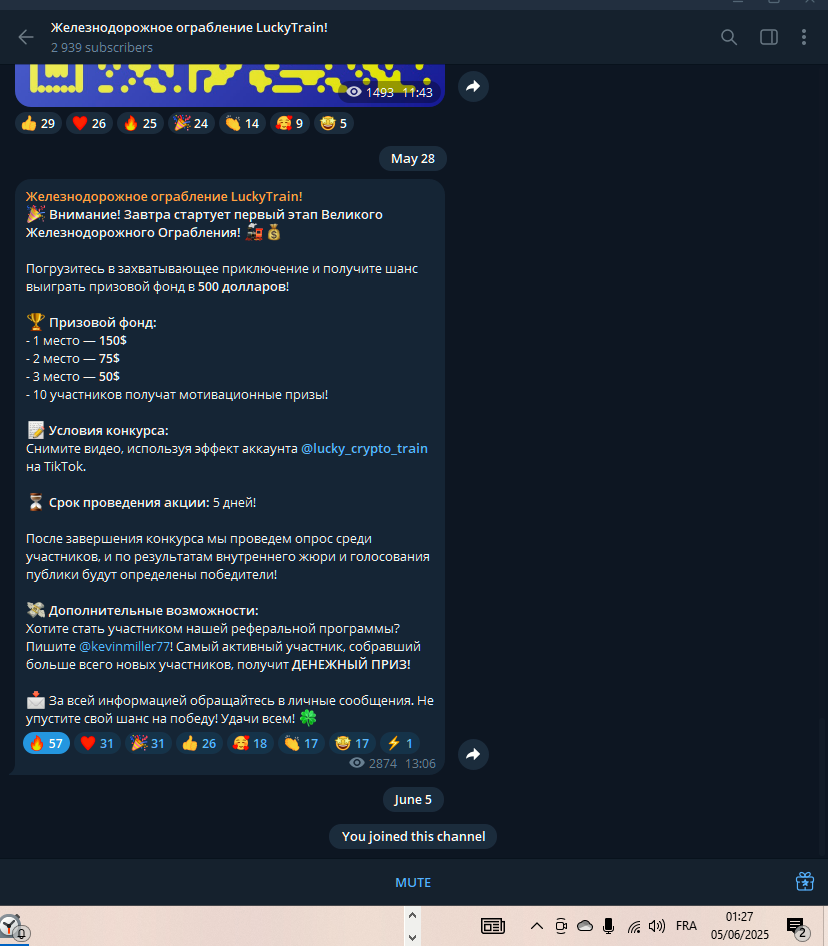 Железнодорожное ограбление LuckyTrain!
2 939 subscribers
1493 11:43
29 26 25 24 14 9 5
May 28
Железнодорожное ограбление LuckyTrain!
🎉 Внимание! Завтра стартует первый этап Великого
Железнодорожного Ограбления! 🚂💰
Погрузитесь в захватывающее приключение и получите шанс
выиграть призовой фонд в 500 долларов!
🏆 Призовой фонд:
- 1 место — 150$
- 2 место — 75$
- 3 место — 50$
- 10 участников получат мотивационные призы!
📝 Условия конкурса:
Снимите видео, используя эффект аккаунта @lucky_crypto_train
на TikTok.
⏳ Срок проведения акции: 5 дней!
После завершения конкурса мы проведем опрос среди
участников, и по результатам внутреннего жюри и голосования
публики будут определены победители!
💸 Дополнительные возможности:
Хотите стать участником нашей реферальной программы?
Пишите @kevinmiller77! Самый активный участник, собравший
больше всего новых участников, получит ДЕНЕЖНЫЙ ПРИЗ!
📩 За всей информацией обращайтесь в личные сообщения. Не
упустите свой шанс на победу! Удачи всем! 🍀
57 31 31 26 18 17 17 1
2874 13:06
June 5
You joined this channel
MUTE
FRA
01:27
05/06/2025
2